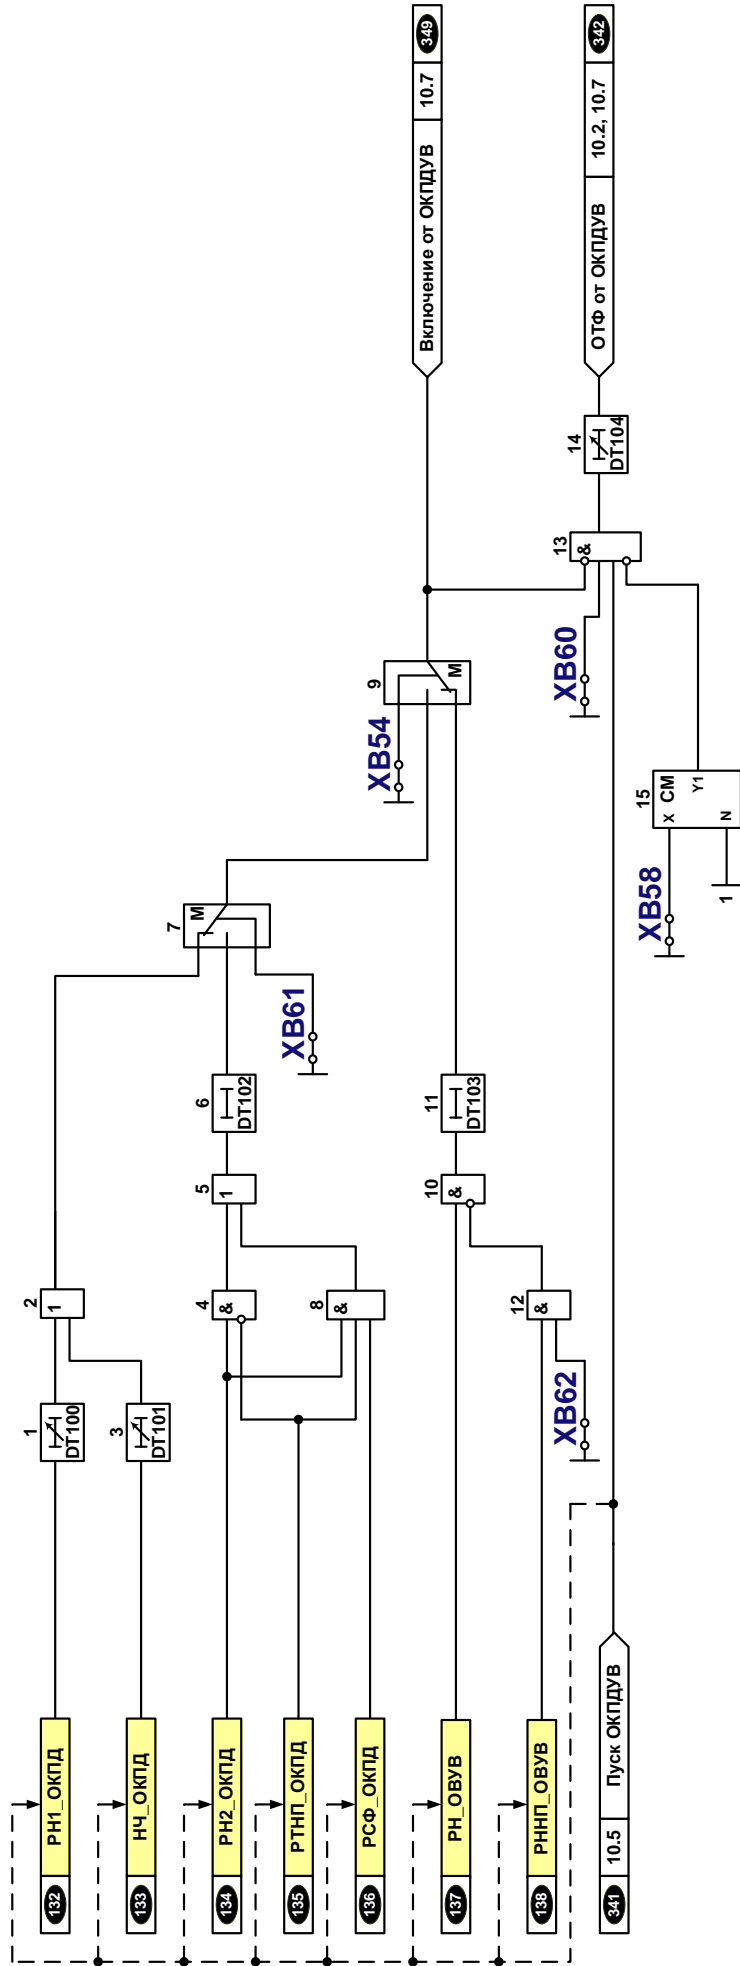 349
10.7
Включение от ОКПДУВ
342
10.2, 10.7
ОТФ от ОКПДУВ
14
DT104
13
&
9
M
XB54
XB60
15
X
CM
Y1
N
1
XB58
7
M
XB61
6
DT102
11
DT103
5
1
10
&
2
1
4
&
8
&
12
&
XB62
1
DT100
3
DT101
132
РН1_ОКПД
133
НЧ_ОКПД
134
РН2_ОКПД
135
РТНП_ОКПД
136
РСФ_ОКПД
137
РН_ОВУВ
138
РННП_ОВУВ
341
10.5
Пуск ОКПДУВ